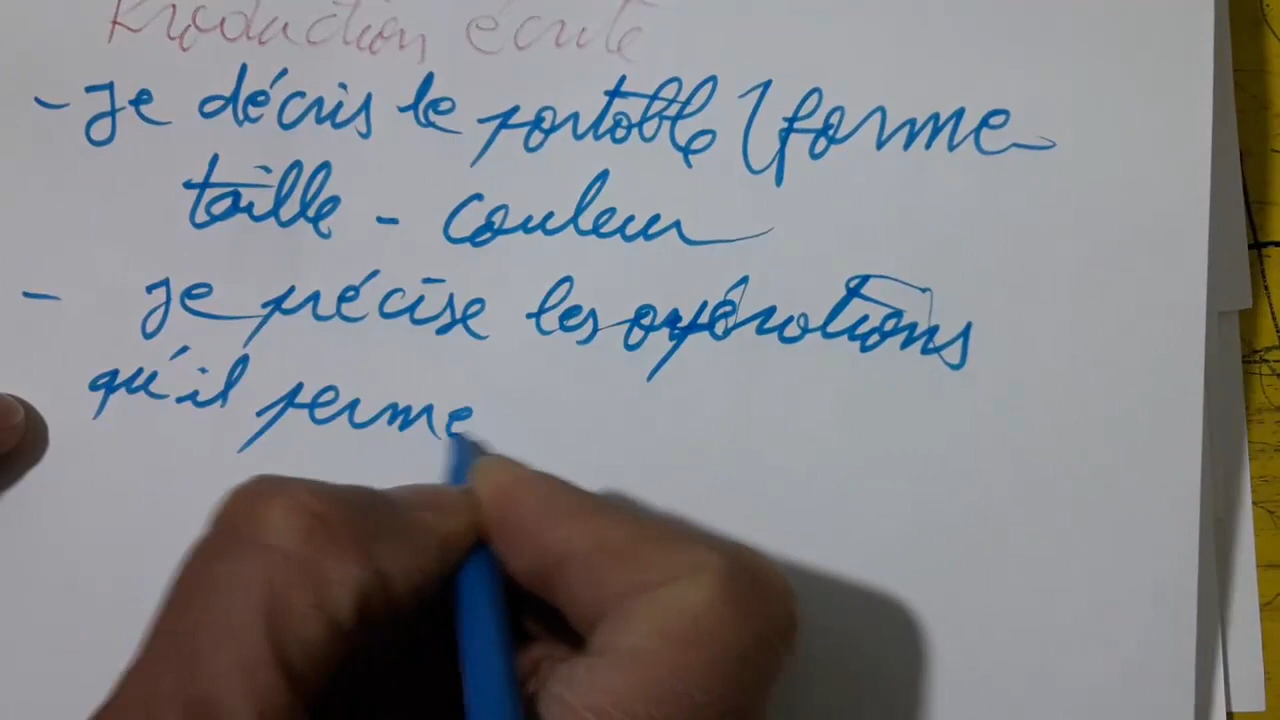 Production écrite
- Je décris le portable (forme
taille - couleur
- Je précise les opérations
qu'il perme